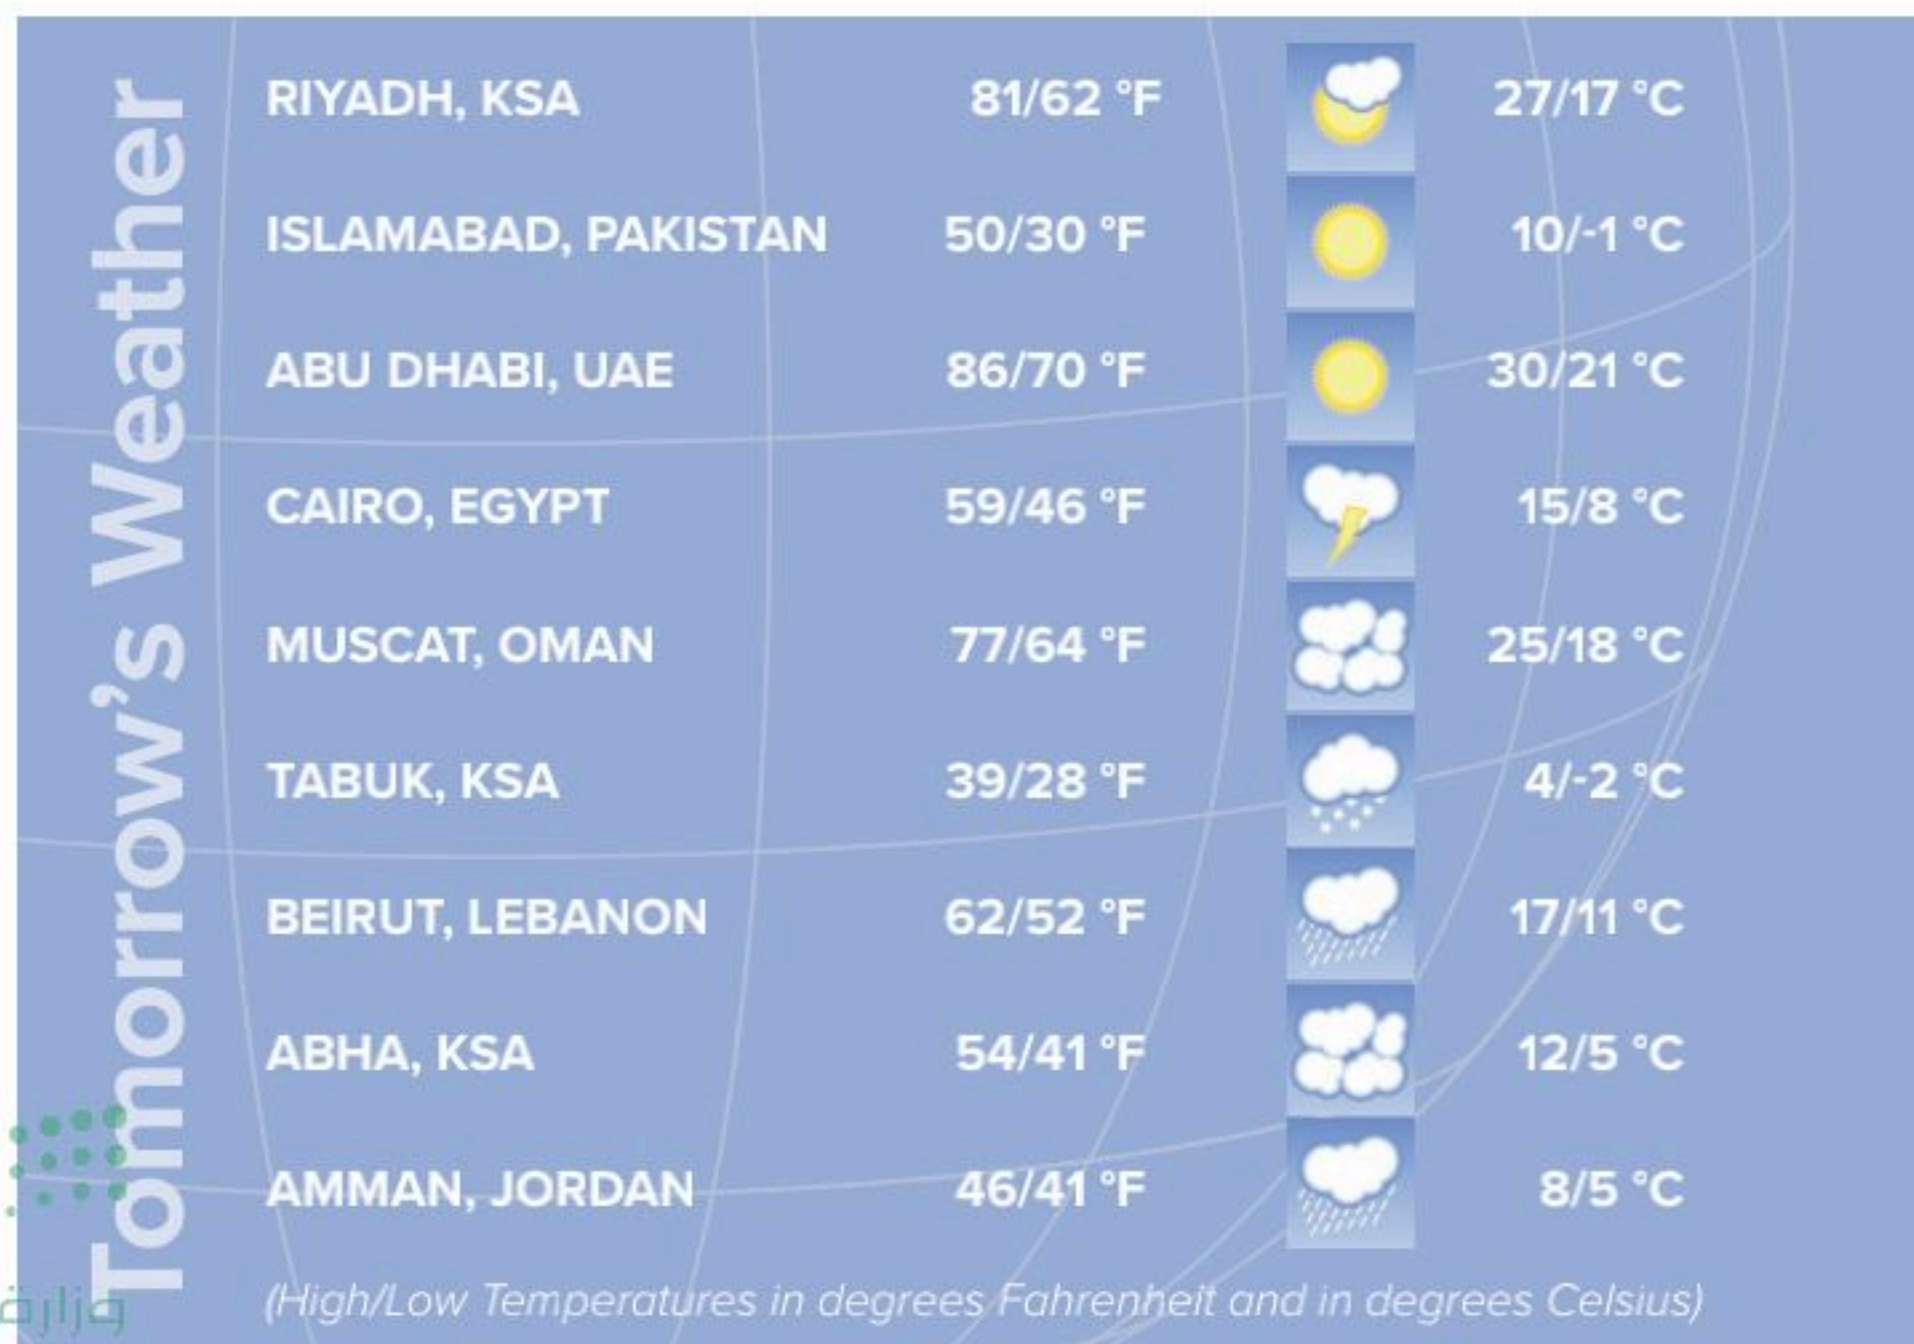 Tomorrow's Weather
RIYADH, KSA 81/62 °F 27/17 °C
ISLAMABAD, PAKISTAN 50/30 °F 10/-1 °C
ABU DHABI, UAE 86/70 °F 30/21 °C
CAIRO, EGYPT 59/46 °F 15/8 °C
MUSCAT, OMAN 77/64 °F 25/18 °C
TABUK, KSA 39/28 °F 4/-2 °C
BEIRUT, LEBANON 62/52 °F 17/11 °C
ABHA, KSA 54/41 °F 12/5 °C
AMMAN, JORDAN 46/41 °F 8/5 °C
(High/Low Temperatures in degrees Fahrenheit and in degrees Celsius)
وزارة